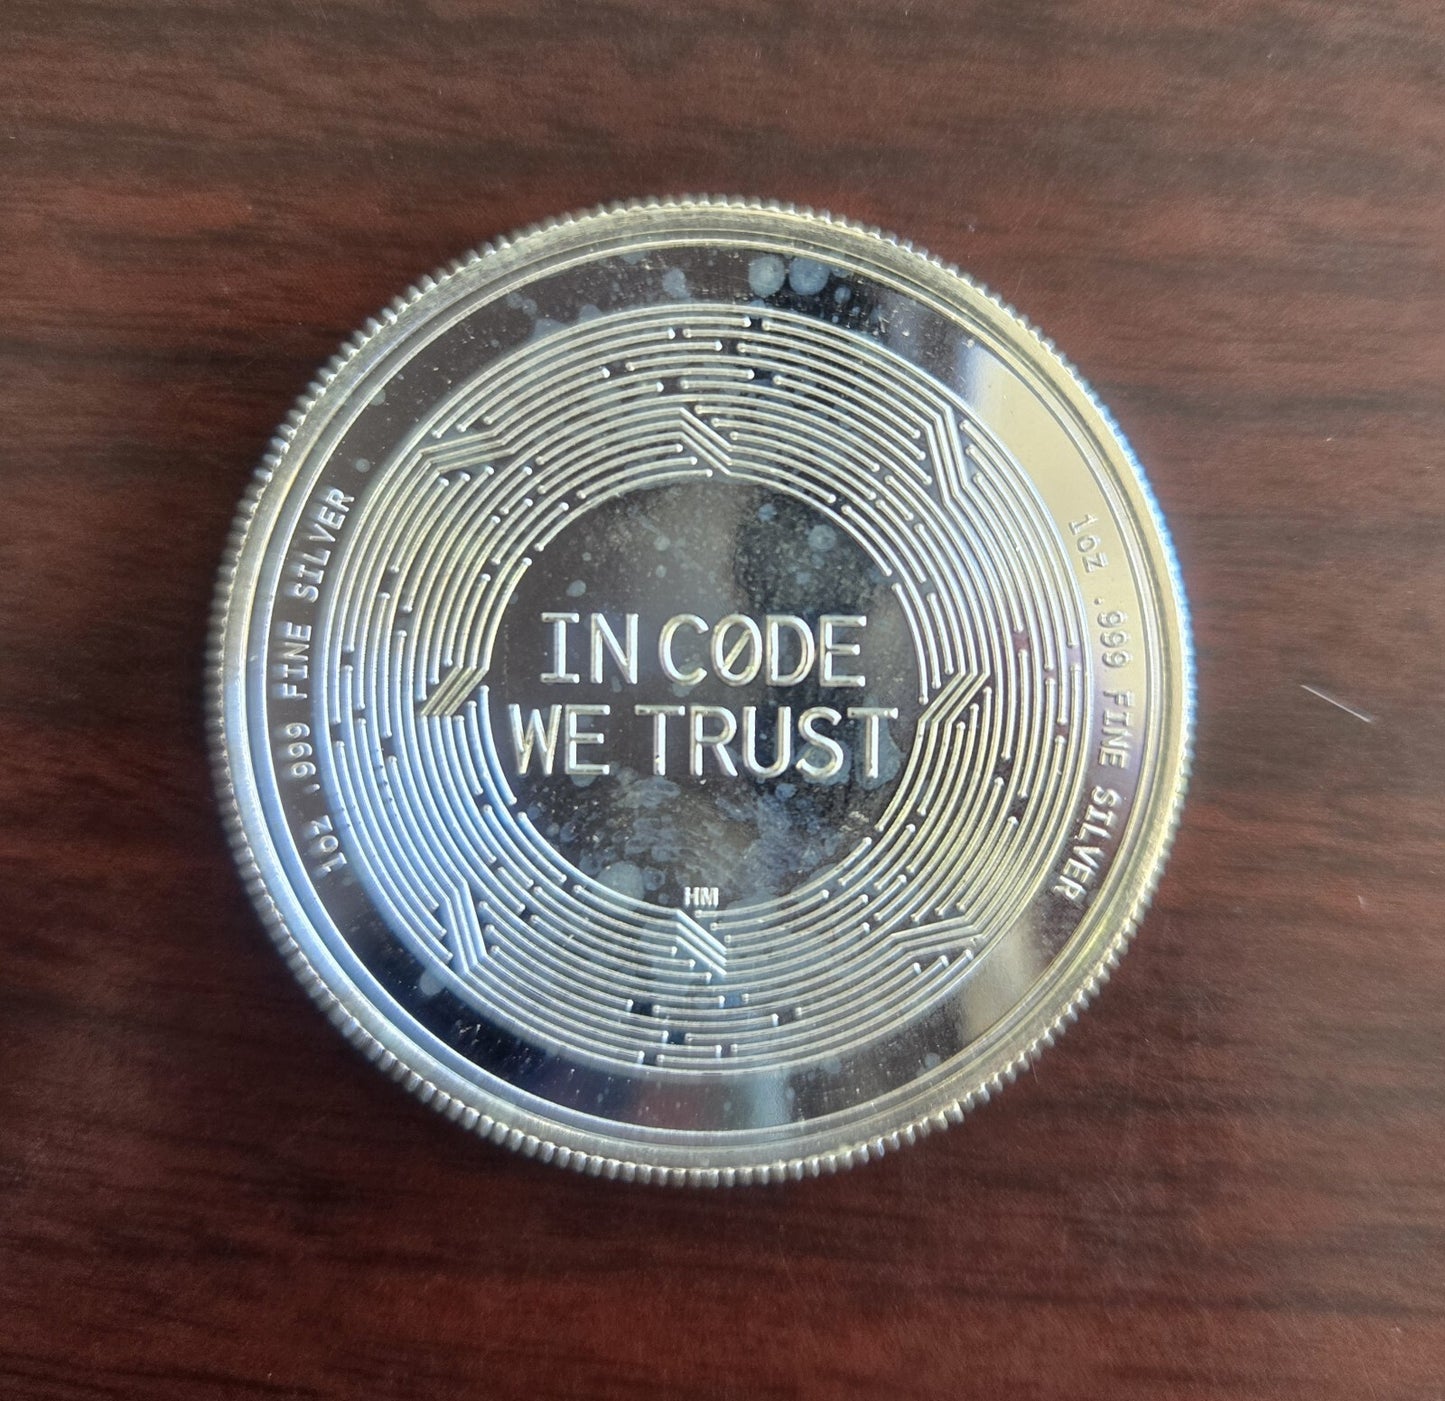 1oz .999 FINE SILVER
1oz .999 FINE SILVER
IN CØDE
WE TRUST
HM